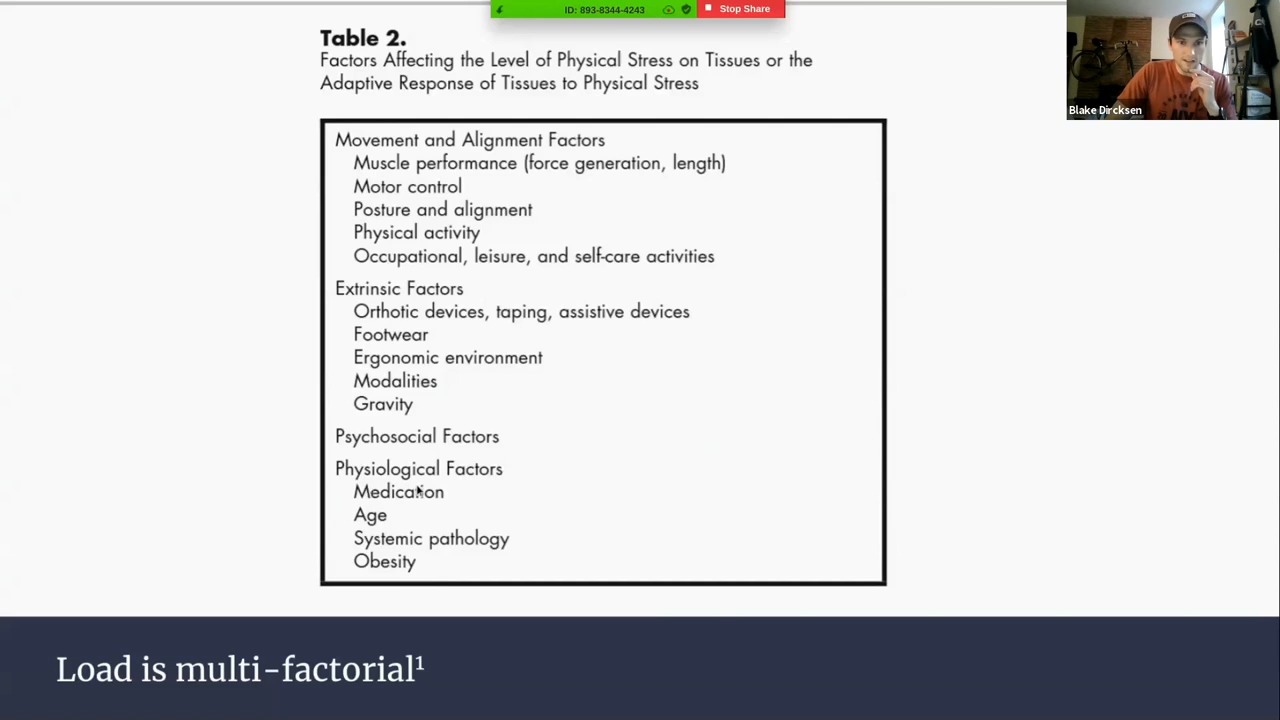 ID: 893-8344-4243
Stop Share
Blake Dircksen
Table 2.
Factors Affecting the Level of Physical Stress on Tissues or the
Adaptive Response of Tissues to Physical Stress
Movement and Alignment Factors
Muscle performance (force generation, length)
Motor control
Posture and alignment
Physical activity
Occupational, leisure, and self-care activities
Extrinsic Factors
Orthotic devices, taping, assistive devices
Footwear
Ergonomic environment
Modalities
Gravity
Psychosocial Factors
Physiological Factors
Medication
Age
Systemic pathology
Obesity
Load is multi-factorial¹